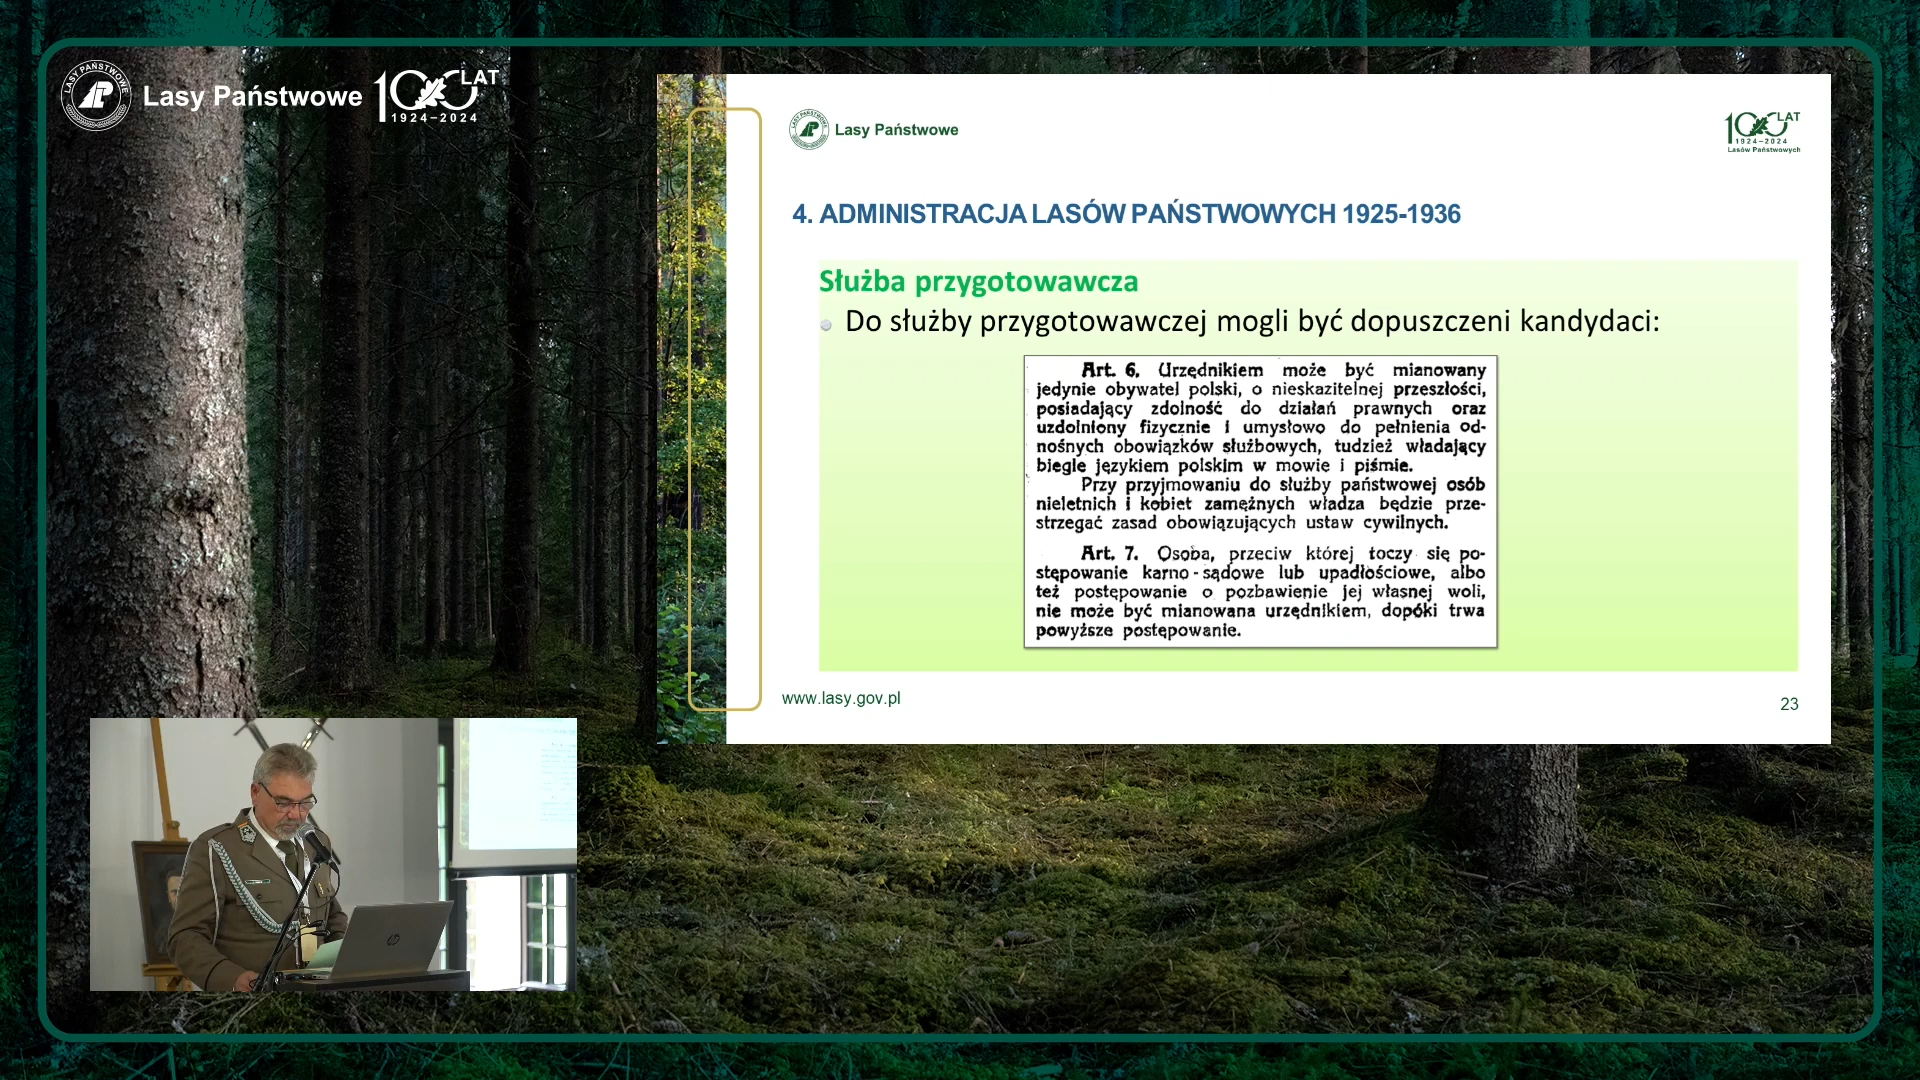 LASY PAŃSTWOWE
Lasy Państwowe
100 LAT
1924-2024
Lasy Państwowe
100 LAT
1924-2024
Lasów Państwowych
4. ADMINISTRACJA LASÓW PAŃSTWOWYCH 1925-1936
Służba przygotowawcza
Do służby przygotowawczej mogli być dopuszczeni kandydaci:
Art. 6. Urzędnikiem może być mianowany
jedynie obywatel polski, o nieskazitelnej przeszłości,
posiadający zdolność do działań prawnych oraz
uzdolniony fizycznie i umysłowo do pełnienia od-
nośnych obowiązków służbowych, tudzież władający
biegle językiem polskim w mowie i piśmie.
Przy przyjmowaniu do służby państwowej osób
nieletnich i kobiet zamężnych władza będzie prze-
strzegać zasad obowiązujących ustaw cywilnych.
Art. 7. Osoba, przeciw której toczy się po-
stępowanie karno-sądowe lub upadłościowe, albo
też postępowanie o pozbawienie jej własnej woli,
nie może być mianowana urzędnikiem, dopóki trwa
powyższe postępowanie.
www.lasy.gov.pl
23
hp